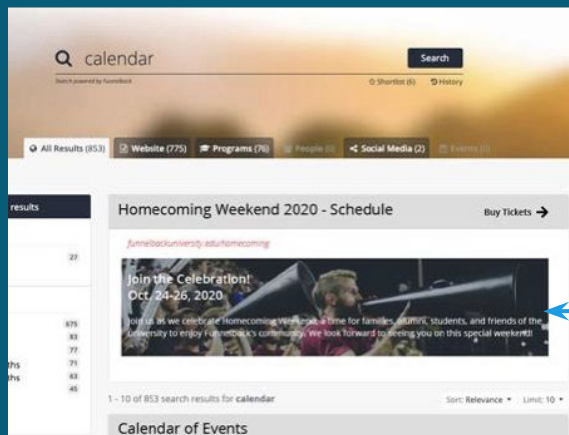 calendar
Search
Search powered by Funnelback
Shortlist (6) History
All Results (853) Website (775) Programs (76) People (0) Social Media (2) Events (0)
results
Homecoming Weekend 2020 - Schedule
Buy Tickets
funnelbackuniversity.edu/homecoming
27
Join the Celebration!
Oct. 24-26, 2020
Join us as we celebrate Homecoming Weekend, a time for families, alumni, students, and friends of the
University to enjoy Funnelback's community. We look forward to seeing you on this special weekend!
675
83
77
ths 71
ths 63
45
1 - 10 of 853 search results for calendar
Sort: Relevance Limit: 10
Calendar of Events